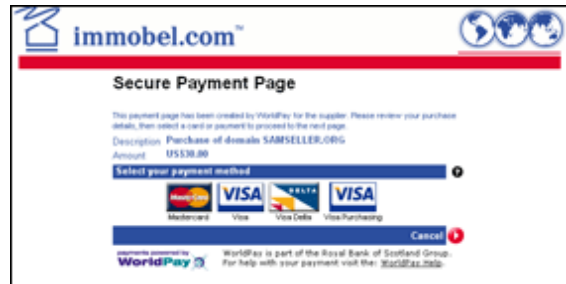 immobel.com™
Secure Payment Page
This payment page has been created by WorldPay for the supplier. Please review your purchase
details, then select a card or payment to proceed to the next page.
Description Purchase of domain SAMSELLER.ORG
Amount US$30.00
Select your payment method ?
MasterCard VISA DELTA VISA
Mastercard Visa Visa Delta Visa Purchasing
Cancel
payments powered by
WorldPay
WorldPay is part of the Royal Bank of Scotland Group.
For help with your payment visit the: WorldPay Help.